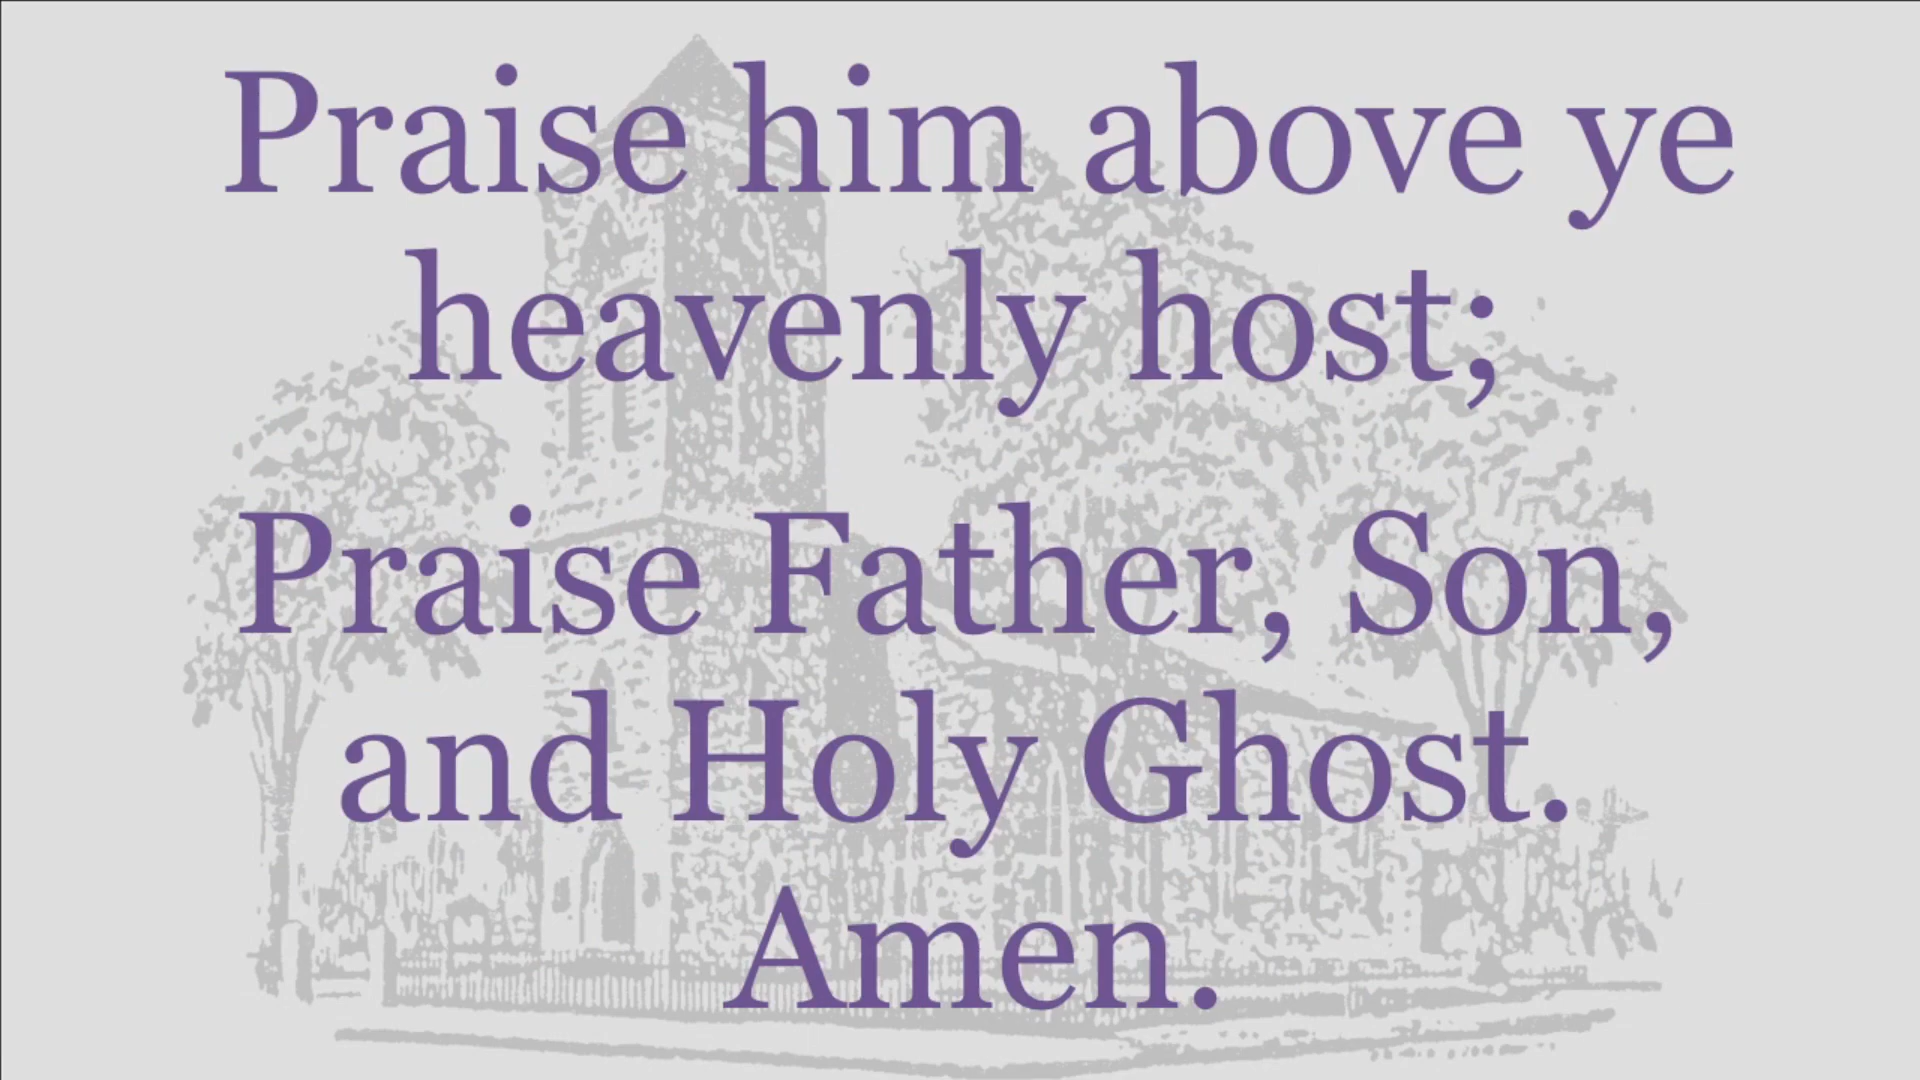 Praise him above ye
heavenly host;
Praise Father, Son,
and Holy Ghost.
Amen.